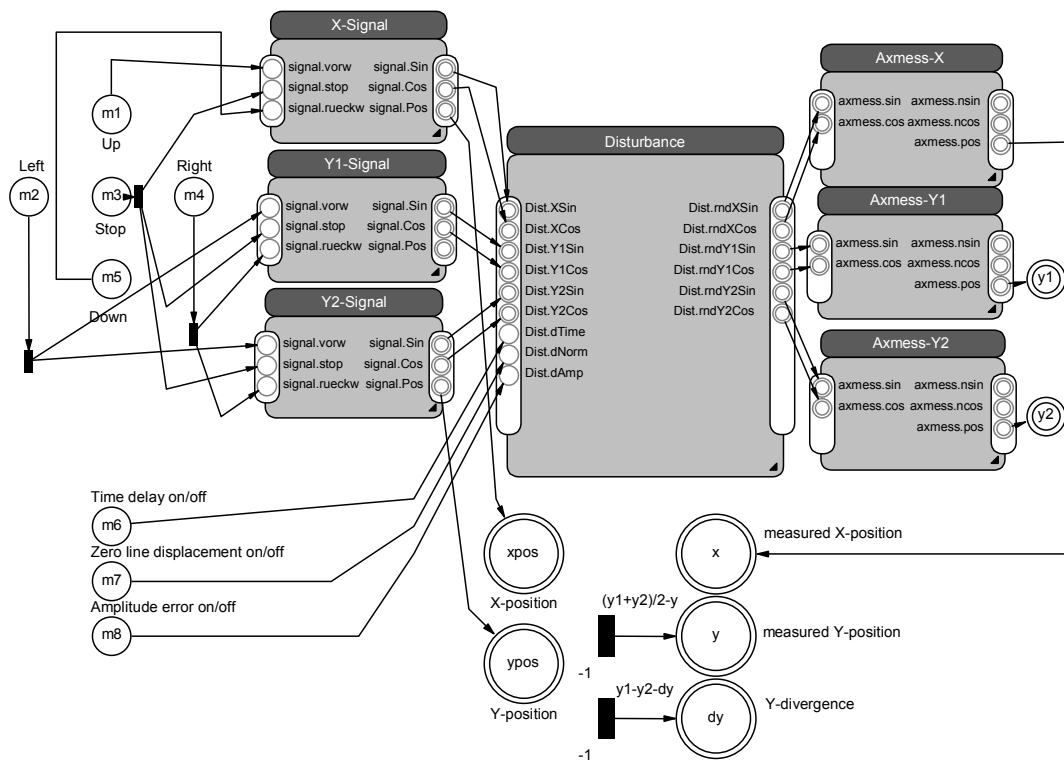 X-Signal
signal.vorw signal.Sin
signal.stop signal.Cos
signal.rueckw signal.Pos
m1
Up
Left
m2
m3
Stop
Right
m4
m5
Down
Y1-Signal
signal.vorw signal.Sin
signal.stop signal.Cos
signal.rueckw signal.Pos
Y2-Signal
signal.vorw signal.Sin
signal.stop signal.Cos
signal.rueckw signal.Pos
Disturbance
Dist.XSin Dist.rndXSin
Dist.XCos Dist.rndXCos
Dist.Y1Sin Dist.rndY1Sin
Dist.Y1Cos Dist.rndY1Cos
Dist.Y2Sin Dist.rndY2Sin
Dist.Y2Cos Dist.rndY2Cos
Dist.dTime
Dist.dNorm
Dist.dAmp
Axmess-X
axmess.sin axmess.nsin
axmess.cos axmess.ncos
axmess.pos
Axmess-Y1
axmess.sin axmess.nsin
axmess.cos axmess.ncos
axmess.pos
y1
Axmess-Y2
axmess.sin axmess.nsin
axmess.cos axmess.ncos
axmess.pos
y2
Time delay on/off
m6
Zero line displacement on/off
m7
Amplitude error on/off
m8
xpos
X-position
ypos
Y-position
x
measured X-position
(y1+y2)/2-y
-1
y
measured Y-position
y1-y2-dy
-1
dy
Y-divergence